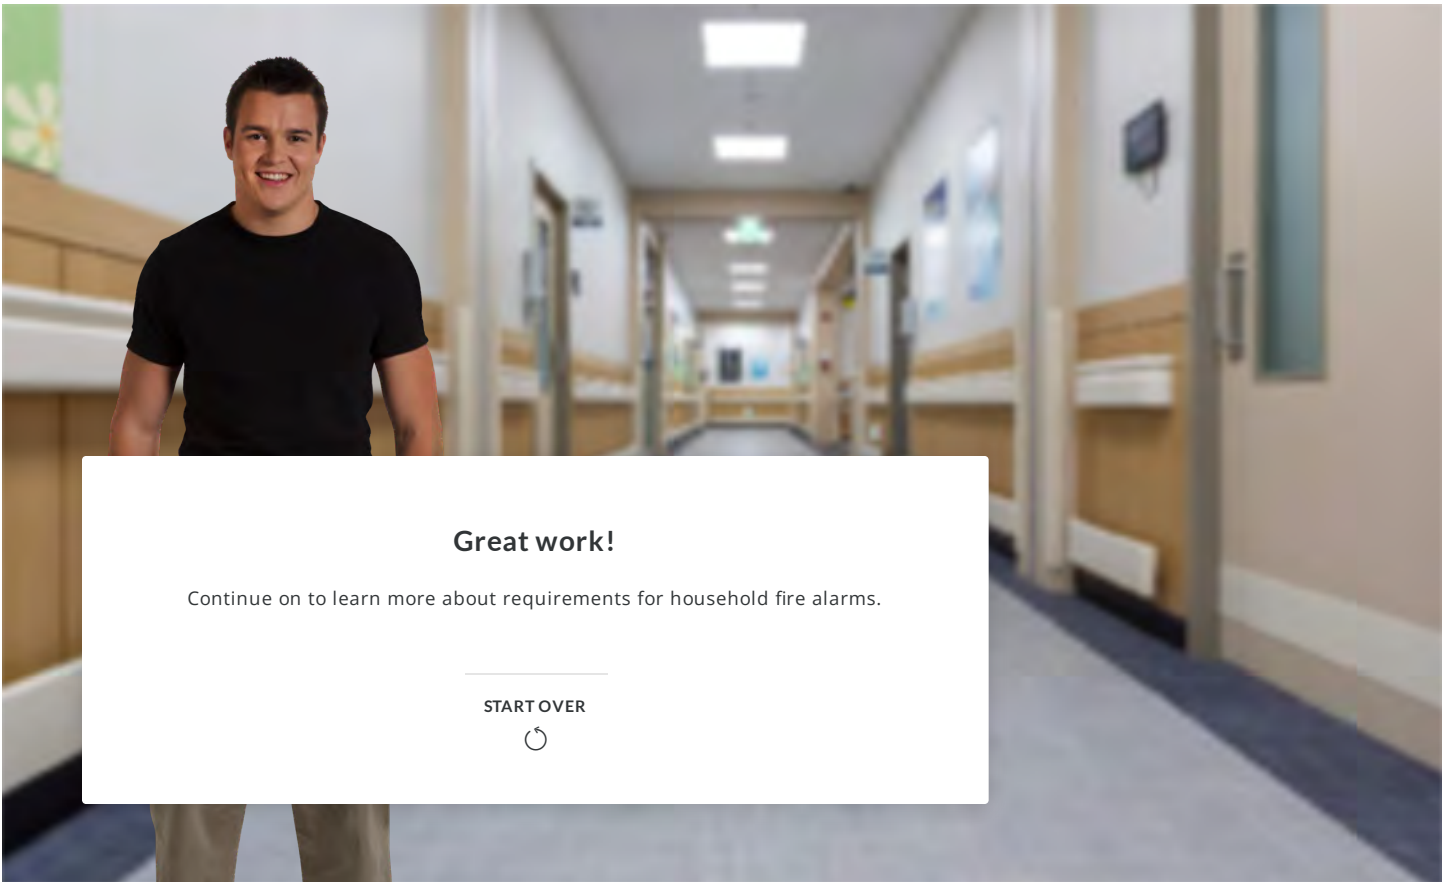 Great work!
Continue on to learn more about requirements for household fire alarms.
START OVER